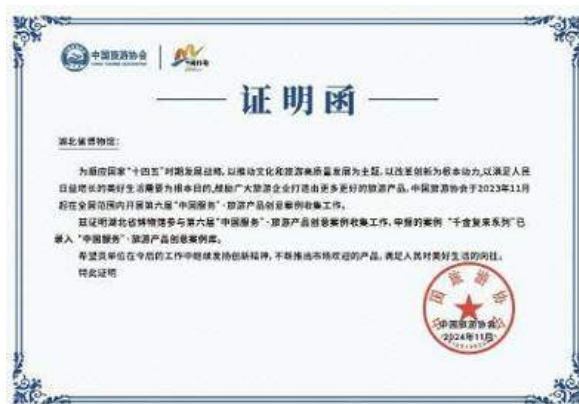 中国旅游协会
证明函
湖北省博物馆：
为顺应国家“十四五”时期发展战略，以推动文化和旅游高质量发展为主题，以改革创新为根本动力，以满足人民
日益增长的美好生活需要为根本目的，鼓励广大旅游企业打造出更多更好的旅游产品，中国旅游协会于2023年11月
起在全国范围内开展第六届“中国服务”·旅游产品创意案例收集工作。
兹证明湖北省博物馆参与第六届“中国服务”·旅游产品创意案例收集工作，申报的案例“千金复来系列”已
录入“中国服务”·旅游产品创意案例库。
希望贵单位在今后的工作中继续发扬创新精神，不断推出市场欢迎的产品，满足人民对美好生活的向往。
特此证明
中国旅游协会
中国旅游协会
2024年11月